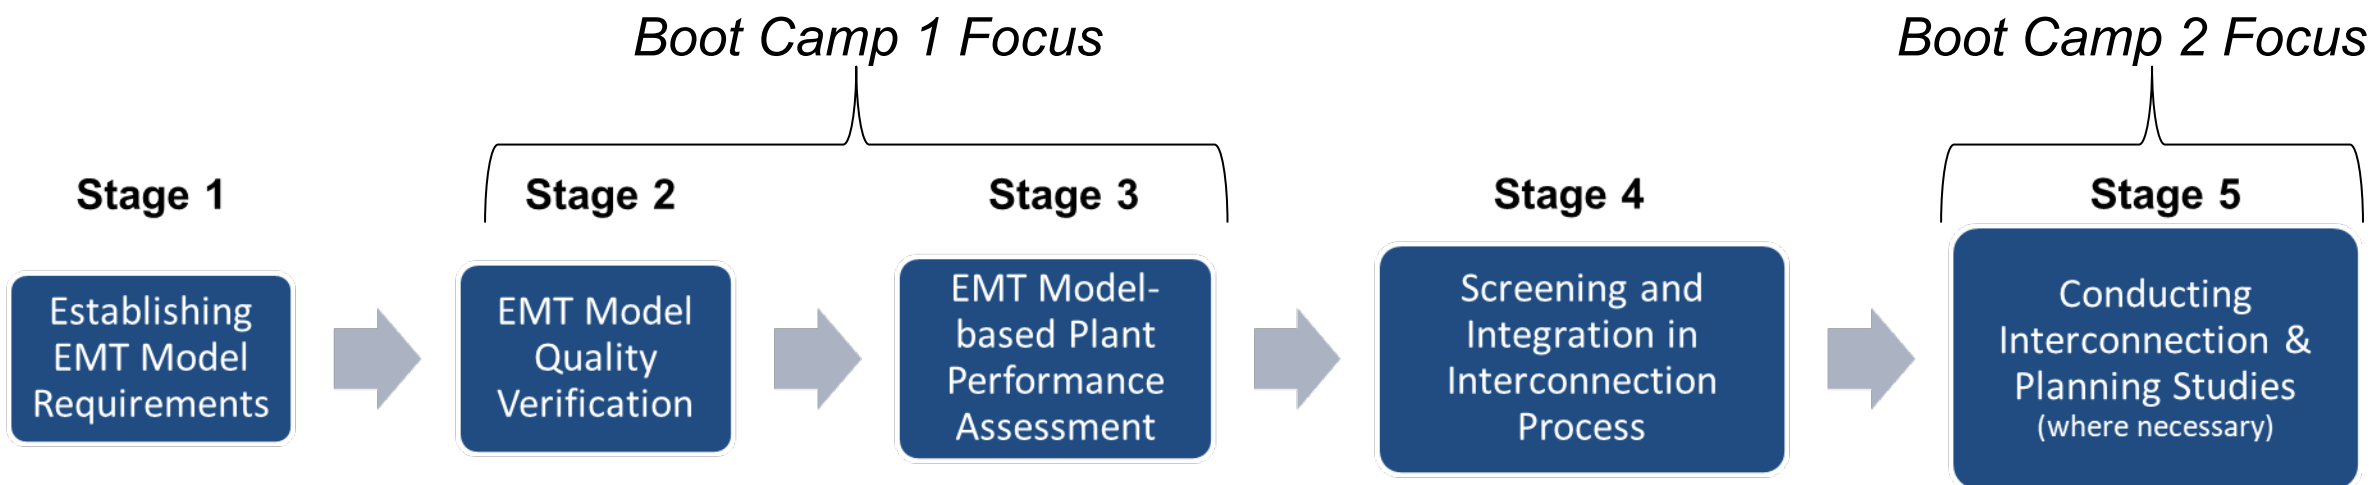 Boot Camp 1 Focus
Boot Camp 2 Focus
Stage 1
Stage 2
Stage 3
Stage 4
Stage 5
Establishing
EMT Model
Requirements
EMT Model
Quality
Verification
EMT Model-
based Plant
Performance
Assessment
Screening and
Integration in
Interconnection
Process
Conducting
Interconnection &
Planning Studies
(where necessary)